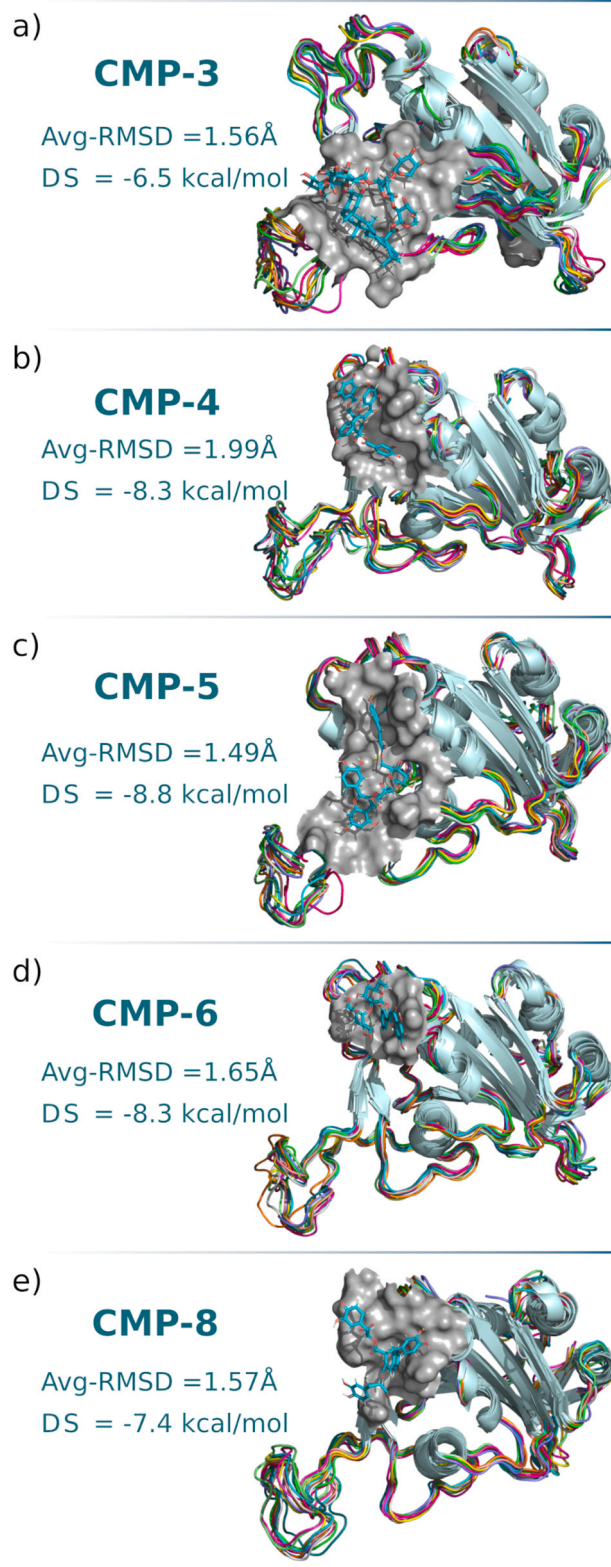 a)
CMP-3
Avg-RMSD =1.56Å
DS = -6.5 kcal/mol
b)
CMP-4
Avg-RMSD =1.99Å
DS = -8.3 kcal/mol
c)
CMP-5
Avg-RMSD =1.49Å
DS = -8.8 kcal/mol
d)
CMP-6
Avg-RMSD =1.65Å
DS = -8.3 kcal/mol
e)
CMP-8
Avg-RMSD =1.57Å
DS = -7.4 kcal/mol